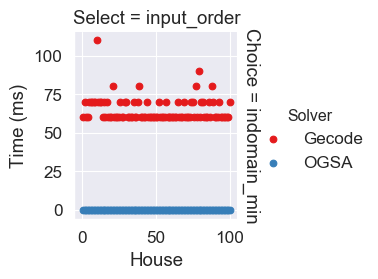 Select = input_order
Choice = indomain_min
Time (ms)
100
75
50
25
0
0
50
100
House
Solver
Gecode
OGSA